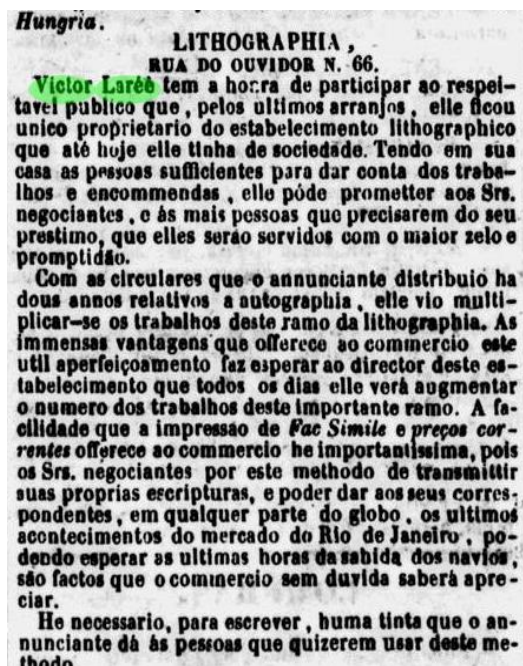 Hungria.
LITHOGRAPHIA,
RUA DO OUVIDOR N. 66.
Victor Laréé tem a honra de participar ao respei-
tavel publico que, pelos ultimos arranjos, elle ficou
unico proprietario do estabelecimento lithographico
que até hoje elle tinha de sociedade. Tendo em sua
casa as pessoas sufficientes para dar conta dos traba-
lhos e encommendas, elle póde prometter aos Srs.
negociantes, e ás mais pessoas que precisarem do seu
prestimo, que elles serão servidos com o maior zelo e
promptidão.
Com as circulares que o annunciante distribuio ha
dous annos relativos a autographia, elle vio multi-
plicar-se os trabalhos deste ramo da lithographia. As
immensas vantagens que offerece ao commercio este
util aperfeiçoamento faz esperar ao director deste es-
tabelecimento que todos os dias elle verá augmentar
o numero dos trabalhos deste importante ramo. A fa-
cilidade que a impressão de Fac Simile e preços cor-
rentes offerece ao commercio he importantissima, pois
os Srs. negociantes por este methodo de transmittir
suas proprias escripturas, e poder dar aos seus corres-
pondentes, em qualquer parte do globo, os ultimos
acontecimentos do mercado do Rio de Janeiro, po-
dendo esperar as ultimas horas da sahida dos navios,
são factos que o commercio sem duvida saberá apre-
ciar.
He necessario, para escrever, huma tinta que o an-
nunciante dá ás pessoas que quizerem usar deste me-
thodo